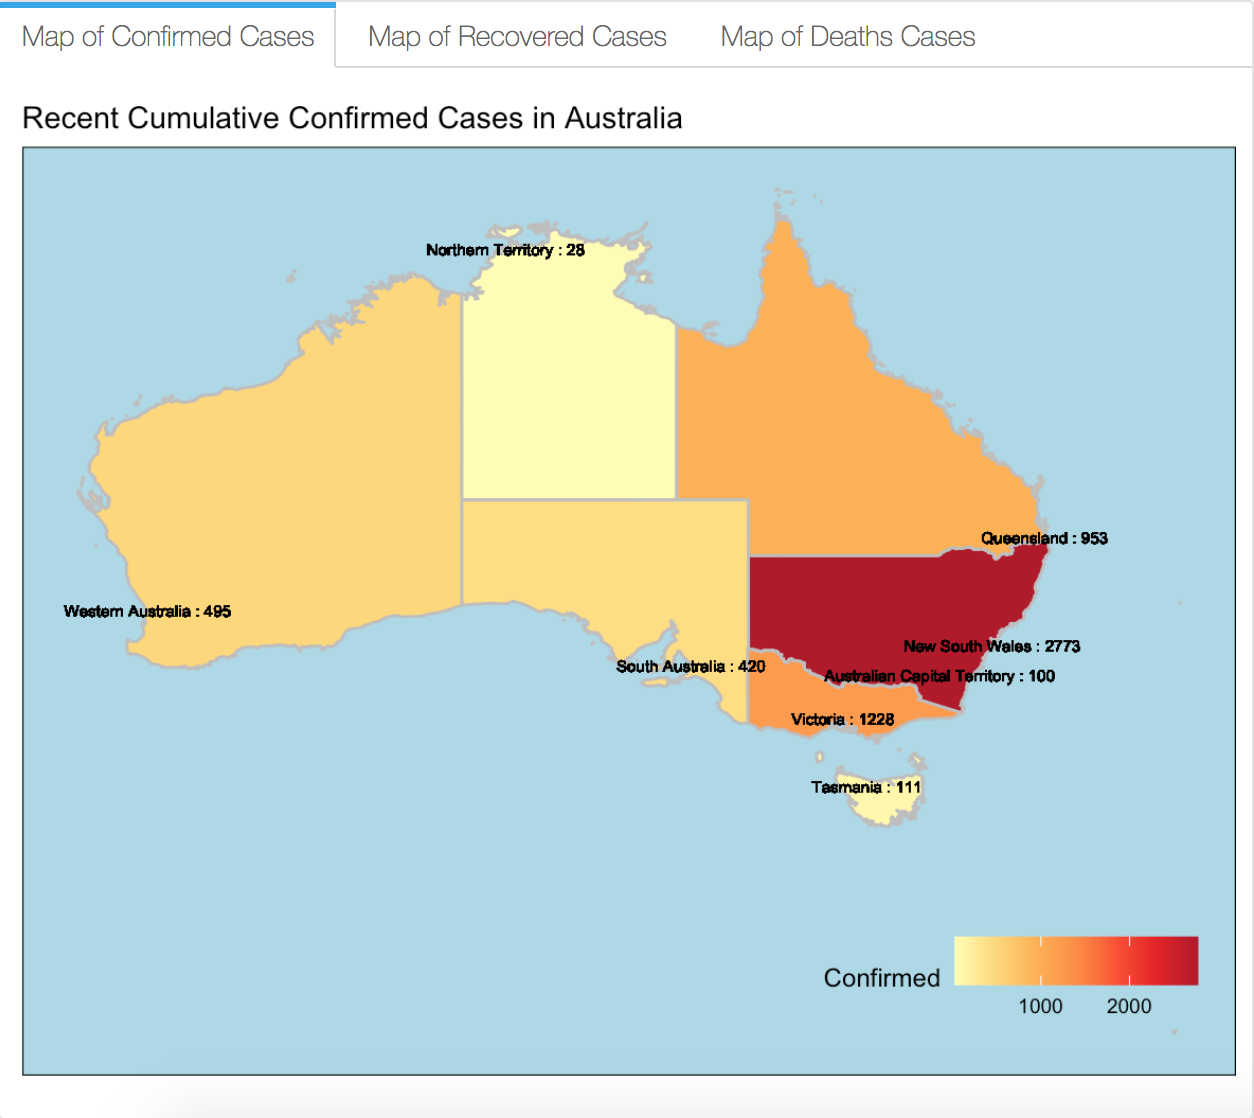 Map of Confirmed Cases Map of Recovered Cases Map of Deaths Cases
Recent Cumulative Confirmed Cases in Australia
Northern Territory : 28
Queensland : 953
Western Australia : 495
New South Wales : 2773
South Australia : 420
Australian Capital Territory : 100
Victoria : 1228
Tasmania : 111
Confirmed
1000 2000